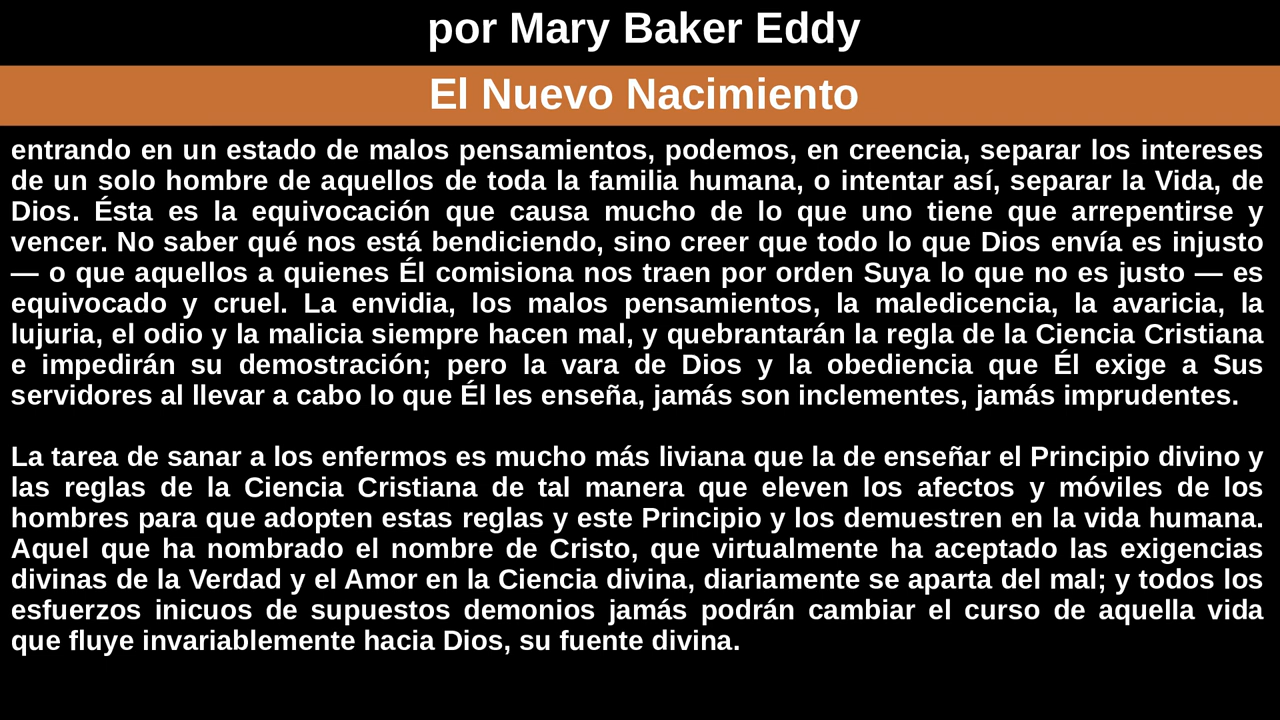 por Mary Baker Eddy
El Nuevo Nacimiento
entrando en un estado de malos pensamientos, podemos, en creencia, separar los intereses
de un solo hombre de aquellos de toda la familia humana, o intentar así, separar la Vida, de
Dios. Ésta es la equivocación que causa mucho de lo que uno tiene que arrepentirse y
vencer. No saber qué nos está bendiciendo, sino creer que todo lo que Dios envía es injusto
— o que aquellos a quienes Él comisiona nos traen por orden Suya lo que no es justo — es
equivocado y cruel. La envidia, los malos pensamientos, la maledicencia, la avaricia, la
lujuria, el odio y la malicia siempre hacen mal, y quebrantarán la regla de la Ciencia Cristiana
e impedirán su demostración; pero la vara de Dios y la obediencia que Él exige a Sus
servidores al llevar a cabo lo que Él les enseña, jamás son inclementes, jamás imprudentes.
La tarea de sanar a los enfermos es mucho más liviana que la de enseñar el Principio divino y
las reglas de la Ciencia Cristiana de tal manera que eleven los afectos y móviles de los
hombres para que adopten estas reglas y este Principio y los demuestren en la vida humana.
Aquel que ha nombrado el nombre de Cristo, que virtualmente ha aceptado las exigencias
divinas de la Verdad y el Amor en la Ciencia divina, diariamente se aparta del mal; y todos los
esfuerzos inicuos de supuestos demonios jamás podrán cambiar el curso de aquella vida
que fluye invariablemente hacia Dios, su fuente divina.